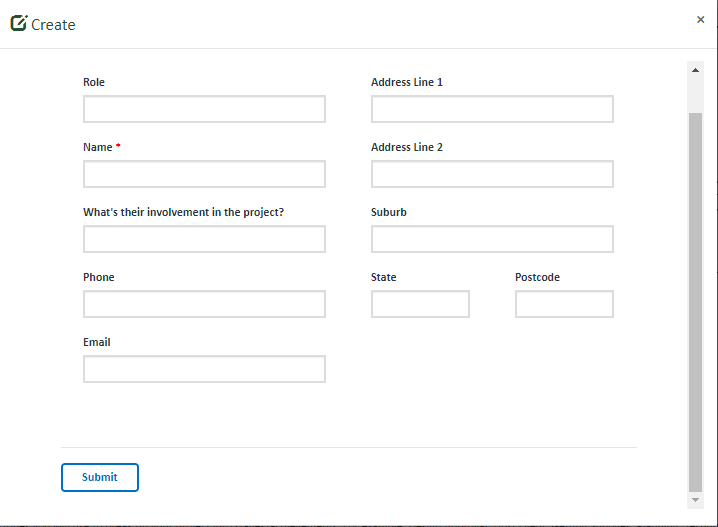 Create
×
Role
Address Line 1
Name *
Address Line 2
What's their involvement in the project?
Suburb
Phone
State
Postcode
Email
Submit